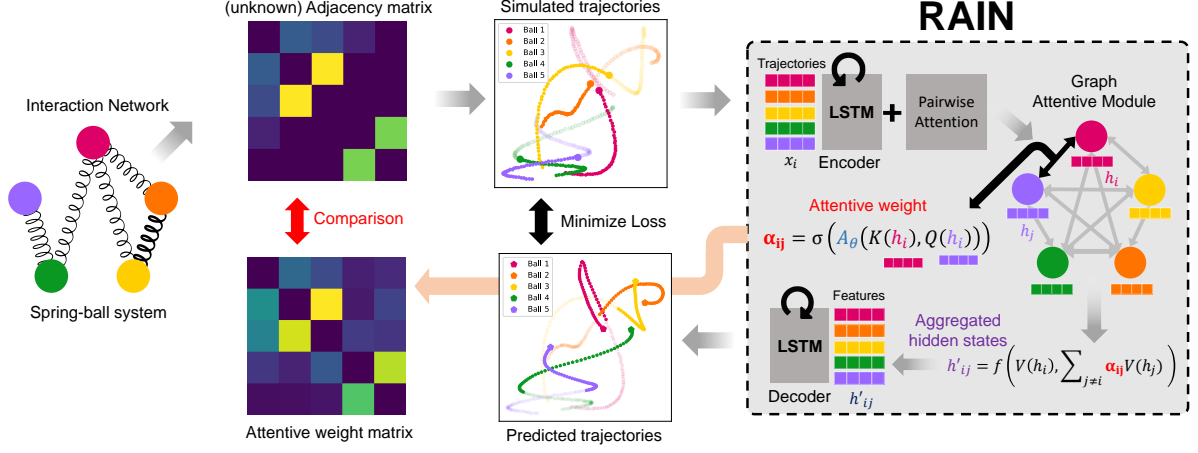 (unknown) Adjacency matrix
Simulated trajectories
RAIN
Ball 1
Ball 2
Ball 3
Ball 4
Ball 5
Interaction Network
Spring-ball system
Comparison
Minimize Loss
Attentive weight matrix
Ball 1
Ball 2
Ball 3
Ball 4
Ball 5
Predicted trajectories
Trajectories
x_i
LSTM
Encoder
+
Pairwise
Attention
Graph
Attentive Module
h_i
h_j
Attentive weight
α_ij = σ(A_θ(K(h_i), Q(h_i)))
LSTM
Decoder
Features
h'_ij
Aggregated
hidden states
h'_ij = f(V(h_i), ∑_{j≠i} α_ij V(h_j))